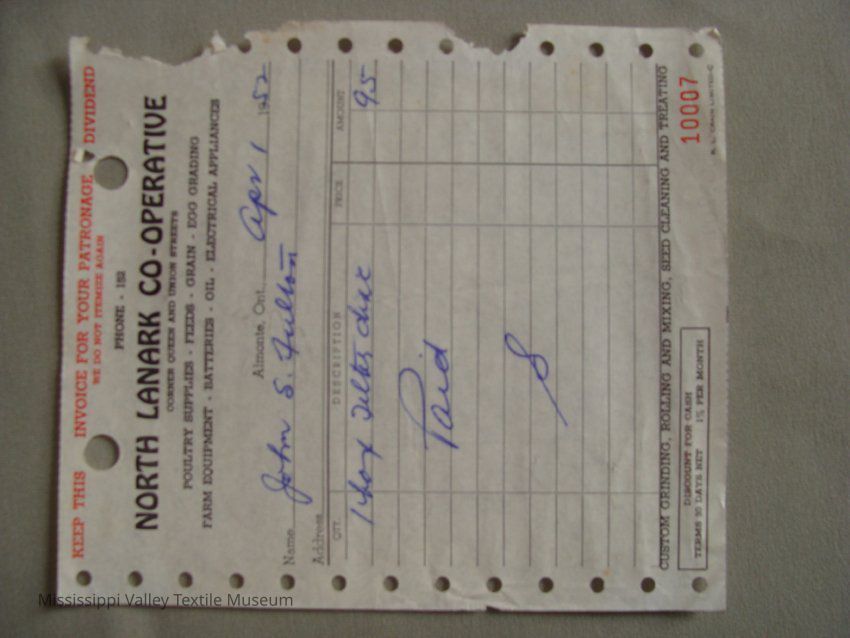 KEEP THIS INVOICE FOR YOUR PATRONAGE DIVIDEND
WE DO NOT ITEMIZE AGAIN
PHONE - 152
NORTH LANARK CO-OPERATIVE
CORNER QUEEN AND UNION STREETS
POULTRY SUPPLIES - FEEDS - GRAIN - EGG GRADING
FARM EQUIPMENT - BATTERIES - OIL - ELECTRICAL APPLIANCES
Almonte, Ont. Apr 1 1952
Name John S. Fulton
Address
QTY. DESCRIPTION PRICE AMOUNT
1 box filter 95
Paid
S
CUSTOM GRINDING, ROLLING AND MIXING, SEED CLEANING AND TREATING
DISCOUNT FOR CASH
TERMS 30 DAYS NET 1% PER MONTH
10007
Mississippi Valley Textile Museum